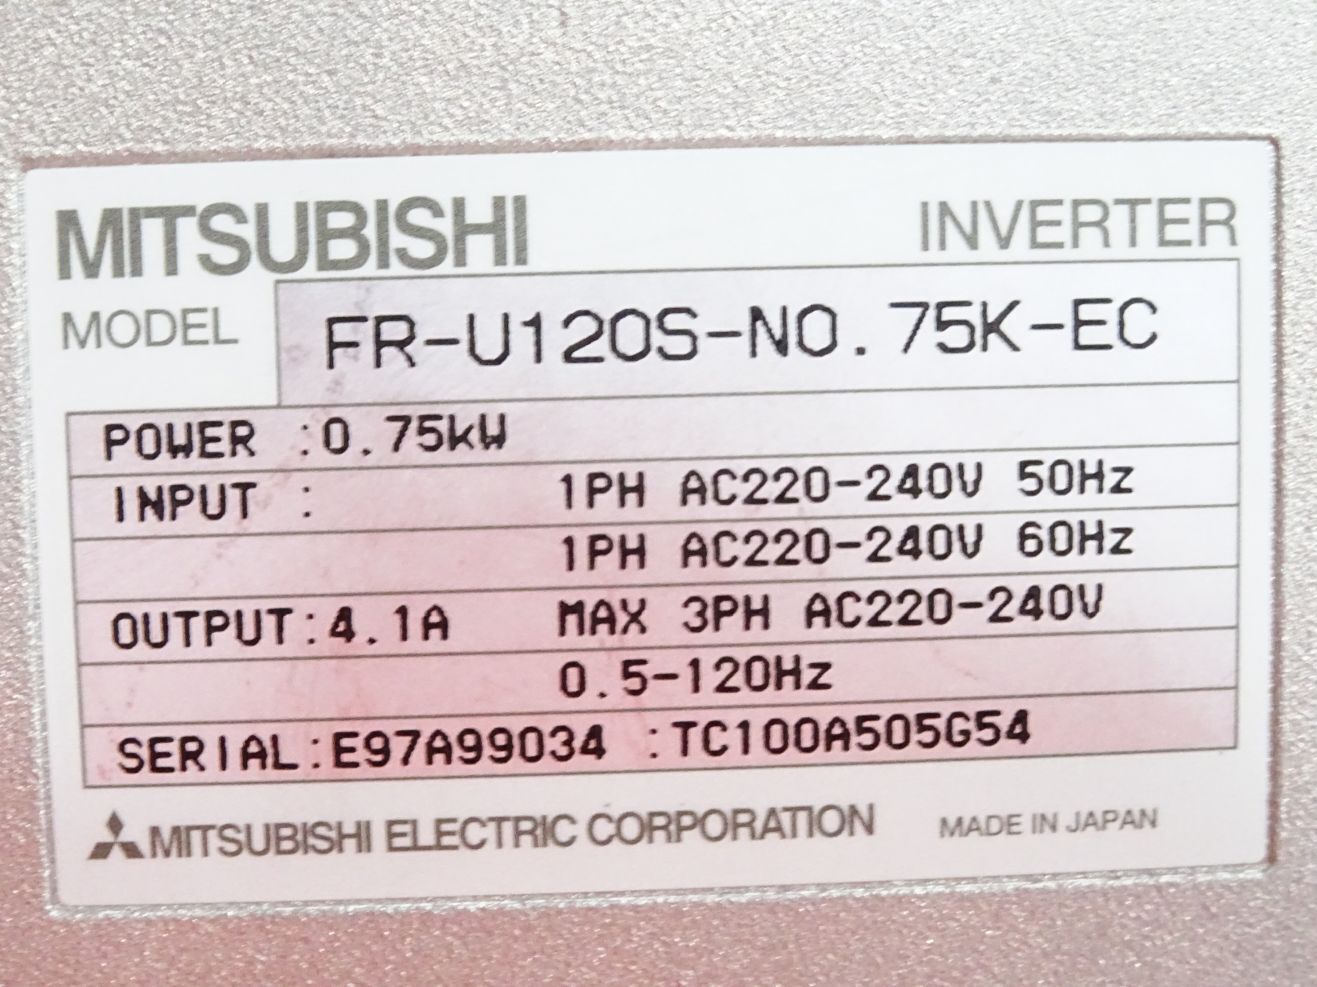 MITSUBISHI INVERTER
MODEL FR-U120S-N0.75K-EC
POWER :0.75kW
INPUT : 1PH AC220-240V 50Hz
1PH AC220-240V 60Hz
OUTPUT:4.1A MAX 3PH AC220-240V
0.5-120Hz
SERIAL:E97A99034 :TC100A505G54
MITSUBISHI ELECTRIC CORPORATION MADE IN JAPAN